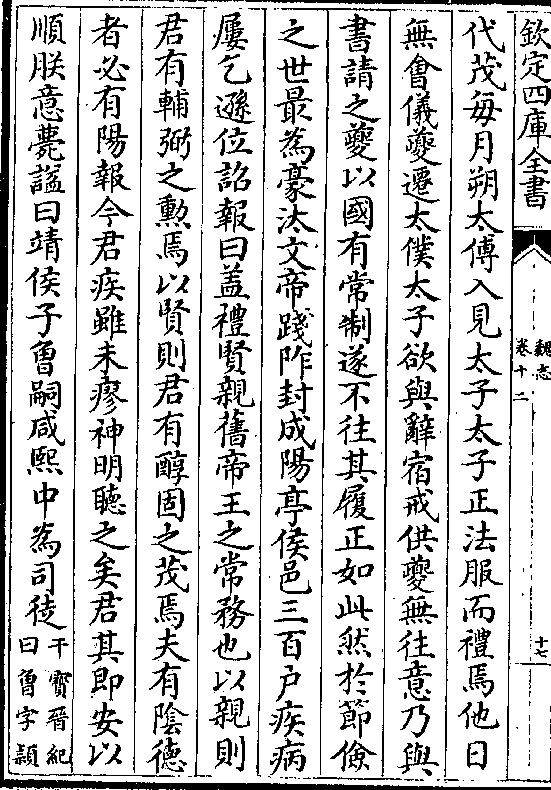 欽定四庫全書
魏志
卷十二
十七
代茂每月朔太傅入見太子太子正法服而禮焉他日
無會儀夔遷太僕太子欲與辭宿戒供夔無往意乃與
書請之夔以國有常制遂不往其履正如此然於節儉
之世最為豪汰文帝踐阼封成陽亭侯邑三百户疾病
屢乞遜位詔報曰盖禮賢親舊帝王之常務也以親則
君有輔弼之勲焉以賢則君有醇固之茂焉夫有陰德
者必有陽報今君疾雖未瘳神明聽之矣君其即安以
順朕意薨諡曰靖侯子曾嗣咸熙中為司徒
干寳晉紀
曰曾字潁